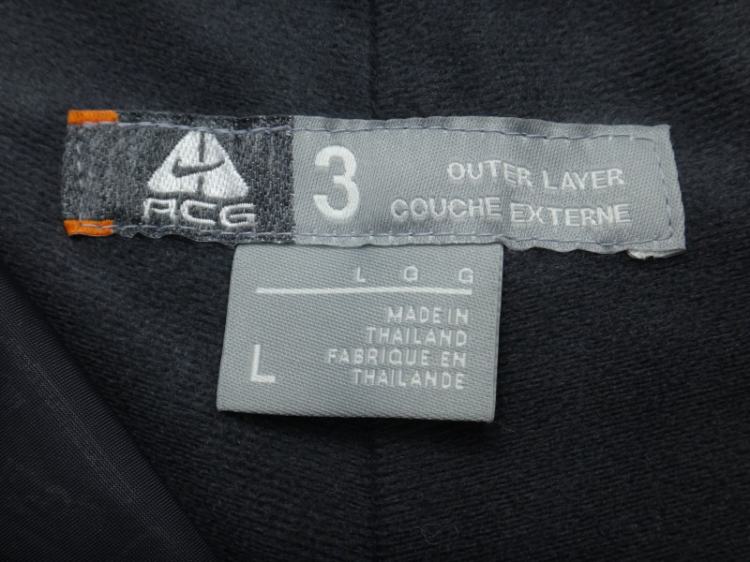 ACG
3
OUTER LAYER
COUCHE EXTERNE
L G G
L
MADE IN
THAILAND
FABRIQUE EN
THAILANDE